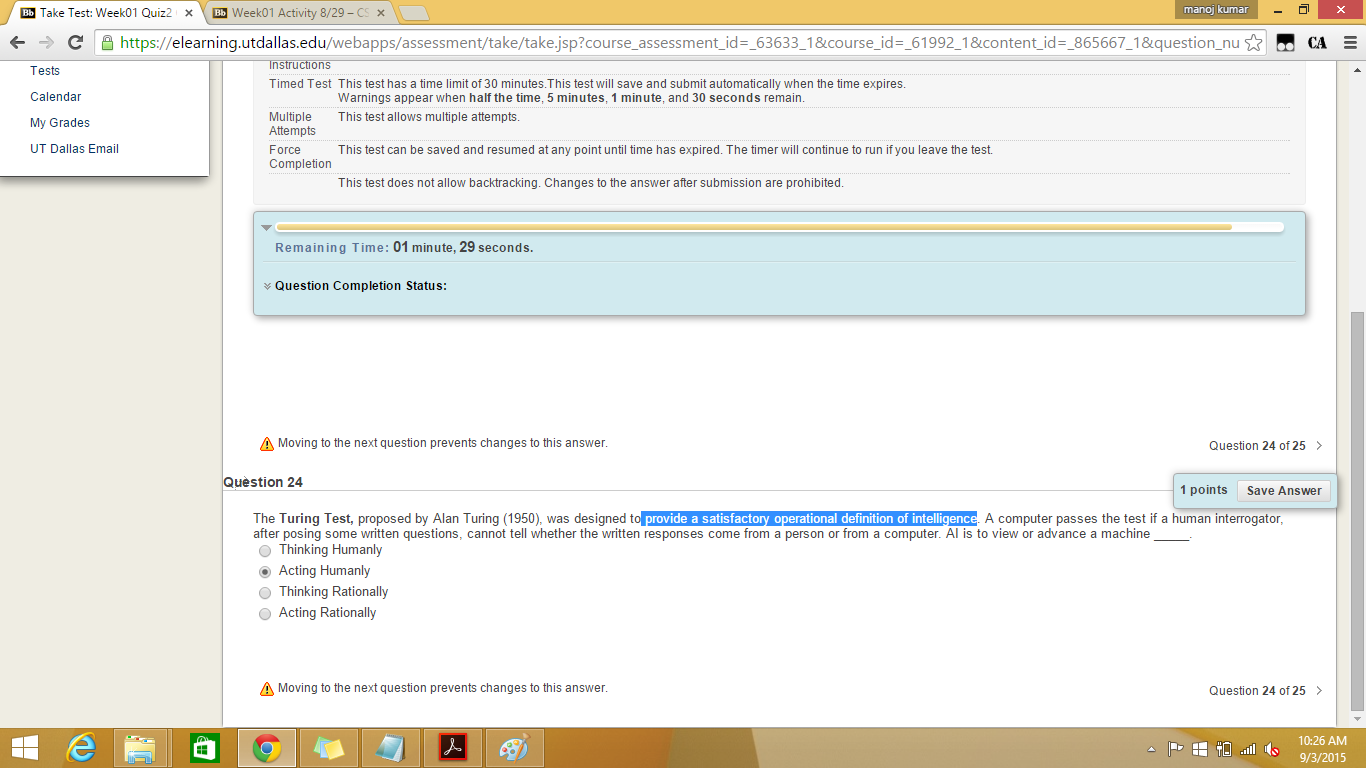 Take Test: Week01 Quiz2
Week01 Activity 8/29 – CS
manoj kumar
https://elearning.utdallas.edu/webapps/assessment/take/take.jsp?course_assessment_id=_63633_1&course_id=_61992_1&content_id=_865667_1&question_nu
CA
Tests
Calendar
My Grades
UT Dallas Email
Instructions
Timed Test This test has a time limit of 30 minutes.This test will save and submit automatically when the time expires.
Warnings appear when half the time, 5 minutes, 1 minute, and 30 seconds remain.
Multiple Attempts This test allows multiple attempts.
Force Completion This test can be saved and resumed at any point until time has expired. The timer will continue to run if you leave the test.
This test does not allow backtracking. Changes to the answer after submission are prohibited.
Remaining Time: 01 minute, 29 seconds.
Question Completion Status:
Moving to the next question prevents changes to this answer.
Question 24 of 25 >
Question 24
1 points Save Answer
The Turing Test, proposed by Alan Turing (1950), was designed to provide a satisfactory operational definition of intelligence. A computer passes the test if a human interrogator,
after posing some written questions, cannot tell whether the written responses come from a person or from a computer. AI is to view or advance a machine _____.
Thinking Humanly
Acting Humanly
Thinking Rationally
Acting Rationally
Moving to the next question prevents changes to this answer.
Question 24 of 25 >
10:26 AM
9/3/2015